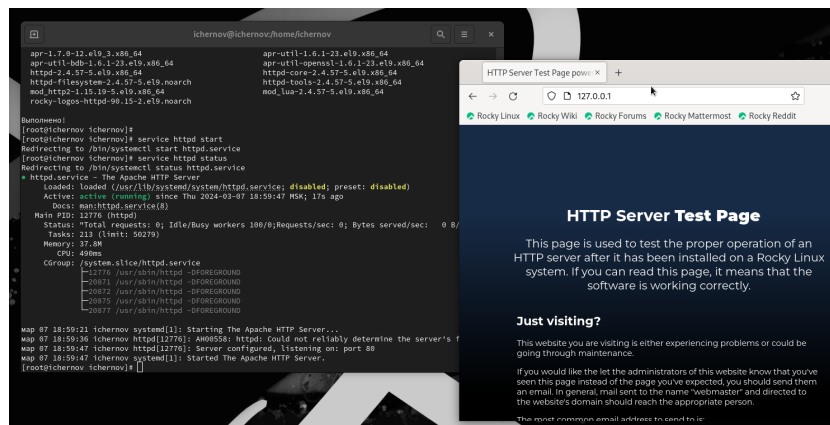 ichernov@ichernov:/home/ichernov
apr-1.7.0-12.el9_3.x86_64 apr-util-1.6.1-23.el9.x86_64
apr-util-bdb-1.6.1-23.el9.x86_64 apr-util-openssl-1.6.1-23.el9.x86_64
httpd-2.4.57-5.el9.x86_64 httpd-core-2.4.57-5.el9.x86_64
httpd-filesystem-2.4.57-5.el9.noarch httpd-tools-2.4.57-5.el9.x86_64
mod_http2-1.15.19-5.el9.x86_64 mod_lua-2.4.57-5.el9.x86_64
rocky-logos-httpd-90.15-2.el9.noarch
Выполнено!
[root@ichernov ichernov]#
[root@ichernov ichernov]# service httpd start
Redirecting to /bin/systemctl start httpd.service
[root@ichernov ichernov]# service httpd status
Redirecting to /bin/systemctl status httpd.service
● httpd.service - The Apache HTTP Server
Loaded: loaded (/usr/lib/systemd/system/httpd.service; disabled; preset: disabled)
Active: active (running) since Thu 2024-03-07 18:59:47 MSK; 17s ago
Docs: man:httpd.service(8)
Main PID: 12776 (httpd)
Status: "Total requests: 0; Idle/Busy workers 100/0;Requests/sec: 0; Bytes served/sec: 0 B/
Tasks: 213 (limit: 50279)
Memory: 37.8M
CPU: 490ms
CGroup: /system.slice/httpd.service
├─12776 /usr/sbin/httpd -DFOREGROUND
├─20871 /usr/sbin/httpd -DFOREGROUND
├─20872 /usr/sbin/httpd -DFOREGROUND
├─20875 /usr/sbin/httpd -DFOREGROUND
└─20877 /usr/sbin/httpd -DFOREGROUND
мар 07 18:59:21 ichernov systemd[1]: Starting The Apache HTTP Server...
мар 07 18:59:36 ichernov httpd[12776]: AH00558: httpd: Could not reliably determine the server's f
мар 07 18:59:47 ichernov httpd[12776]: Server configured, listening on: port 80
мар 07 18:59:47 ichernov systemd[1]: Started The Apache HTTP Server.
[root@ichernov ichernov]#
HTTP Server Test Page powe
127.0.0.1
Rocky Linux Rocky Wiki Rocky Forums Rocky Mattermost Rocky Reddit
HTTP Server Test Page
This page is used to test the proper operation of an
HTTP server after it has been installed on a Rocky Linux
system. If you can read this page, it means that the
software is working correctly.
Just visiting?
This website you are visiting is either experiencing problems or could be
going through maintenance.
If you would like the let the administrators of this website know that you've
seen this page instead of the page you've expected, you should send them
an email. In general, mail sent to the name "webmaster" and directed to
the website's domain should reach the appropriate person.
The most common email address to send to is: